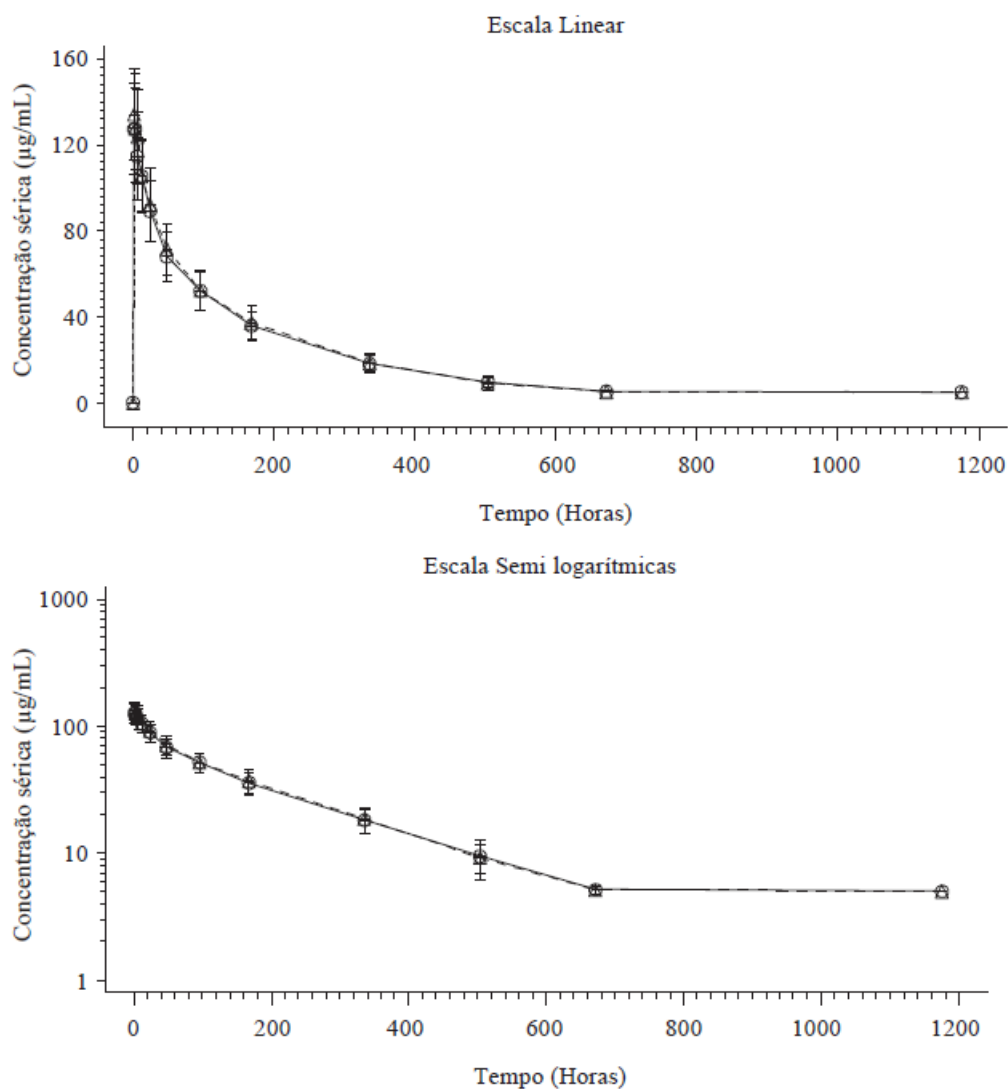 Escala Linear
Concentração sérica (µg/mL)
160
120
80
40
0
0 200 400 600 800 1000 1200
Tempo (Horas)
Escala Semi logarítmicas
Concentração sérica (µg/mL)
1000
100
10
1
0 200 400 600 800 1000 1200
Tempo (Horas)